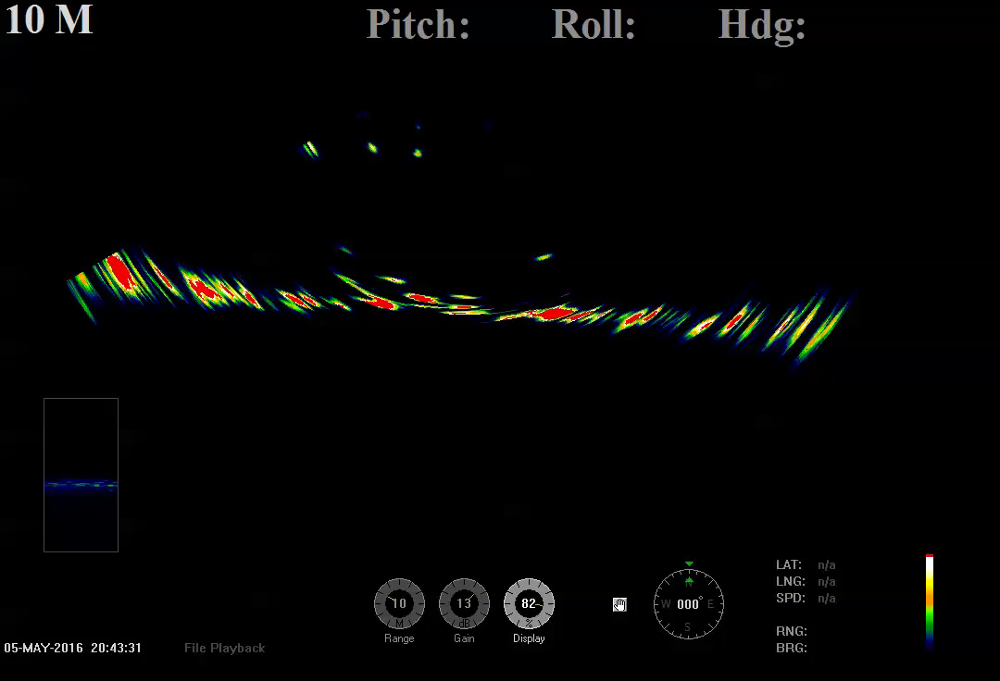 10 M Pitch: Roll: Hdg:
LAT: n/a
LNG: n/a
SPD: n/a
10 M
13 dB
82 %
N
W 000° E
S
RNG:
BRG:
Range Gain Display
05-MAY-2016 20:43:31 File Playback